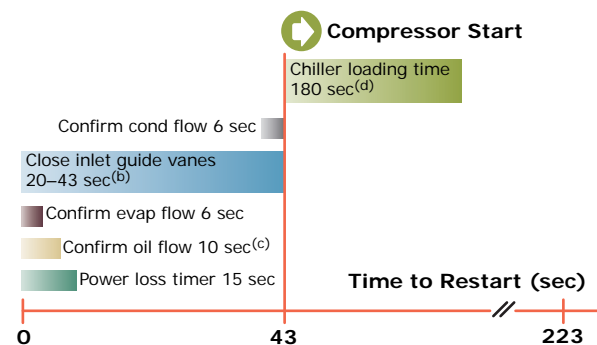 Compressor Start
Chiller loading time
180 sec(d)
Confirm cond flow 6 sec
Close inlet guide vanes
20–43 sec(b)
Confirm evap flow 6 sec
Confirm oil flow 10 sec(c)
Power loss timer 15 sec
Time to Restart (sec)
0
43
223